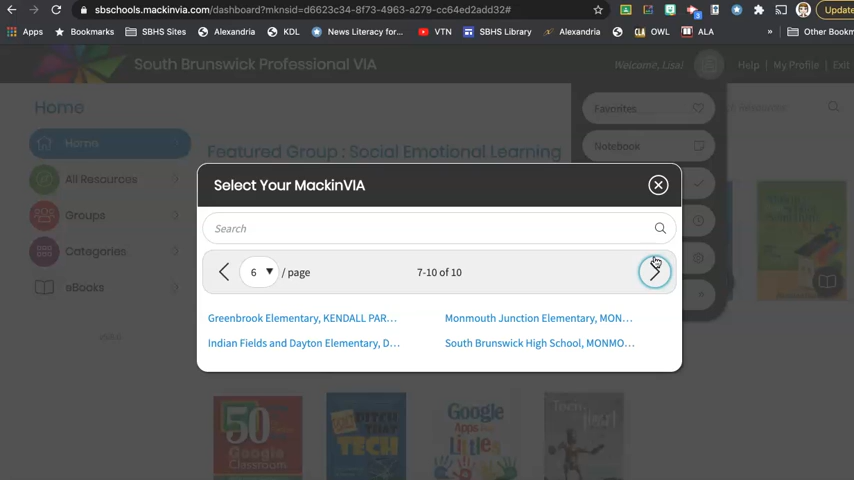 sbschools.mackinvia.com/dashboard?mknsid=d6623c34-8f73-4963-a279-cc64ed2add32#
Update
Apps
Bookmarks
SBHS Sites
Alexandria
KDL
News Literacy for...
VTN
SBHS Library
Alexandria
OWL
ALA
»
Other Bookm
South Brunswick Professional VIA
Welcome, Lisa!
Help | My Profile | Exit
Home
Favorites
Home
Notebook
Featured Group : Social Emotional Learning
All Resources
Groups
Categories
eBooks
Select Your MackinVIA
Search
6 / page
7-10 of 10
Greenbrook Elementary, KENDALL PAR...
Monmouth Junction Elementary, MON...
Indian Fields and Dayton Elementary, D...
South Brunswick High School, MONMO...
50
Google
Classroom
DITCH
THAT
TECH
Google
Apps for
Littles